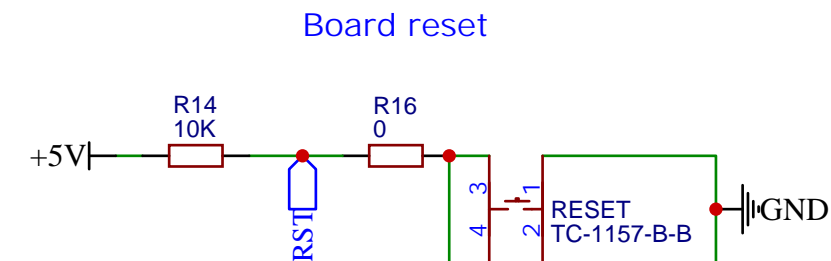 Board reset
R14
10K
R16
0
+5V
RST
3
1
4
2
RESET
TC-1157-B-B
GND